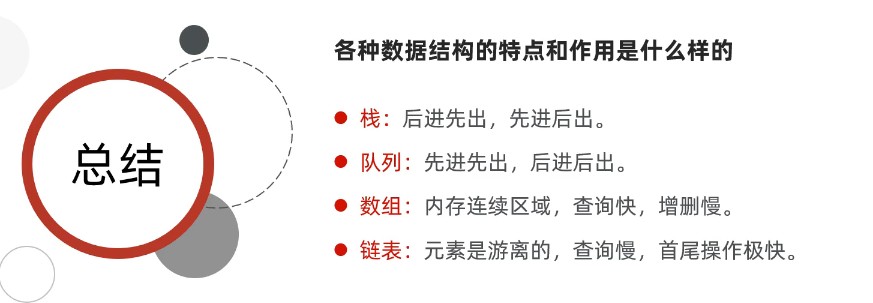 总结
各种数据结构的特点和作用是什么样的
栈：后进先出，先进后出。
队列：先进先出，后进后出。
数组：内存连续区域，查询快，增删慢。
链表：元素是游离的，查询慢，首尾操作极快。